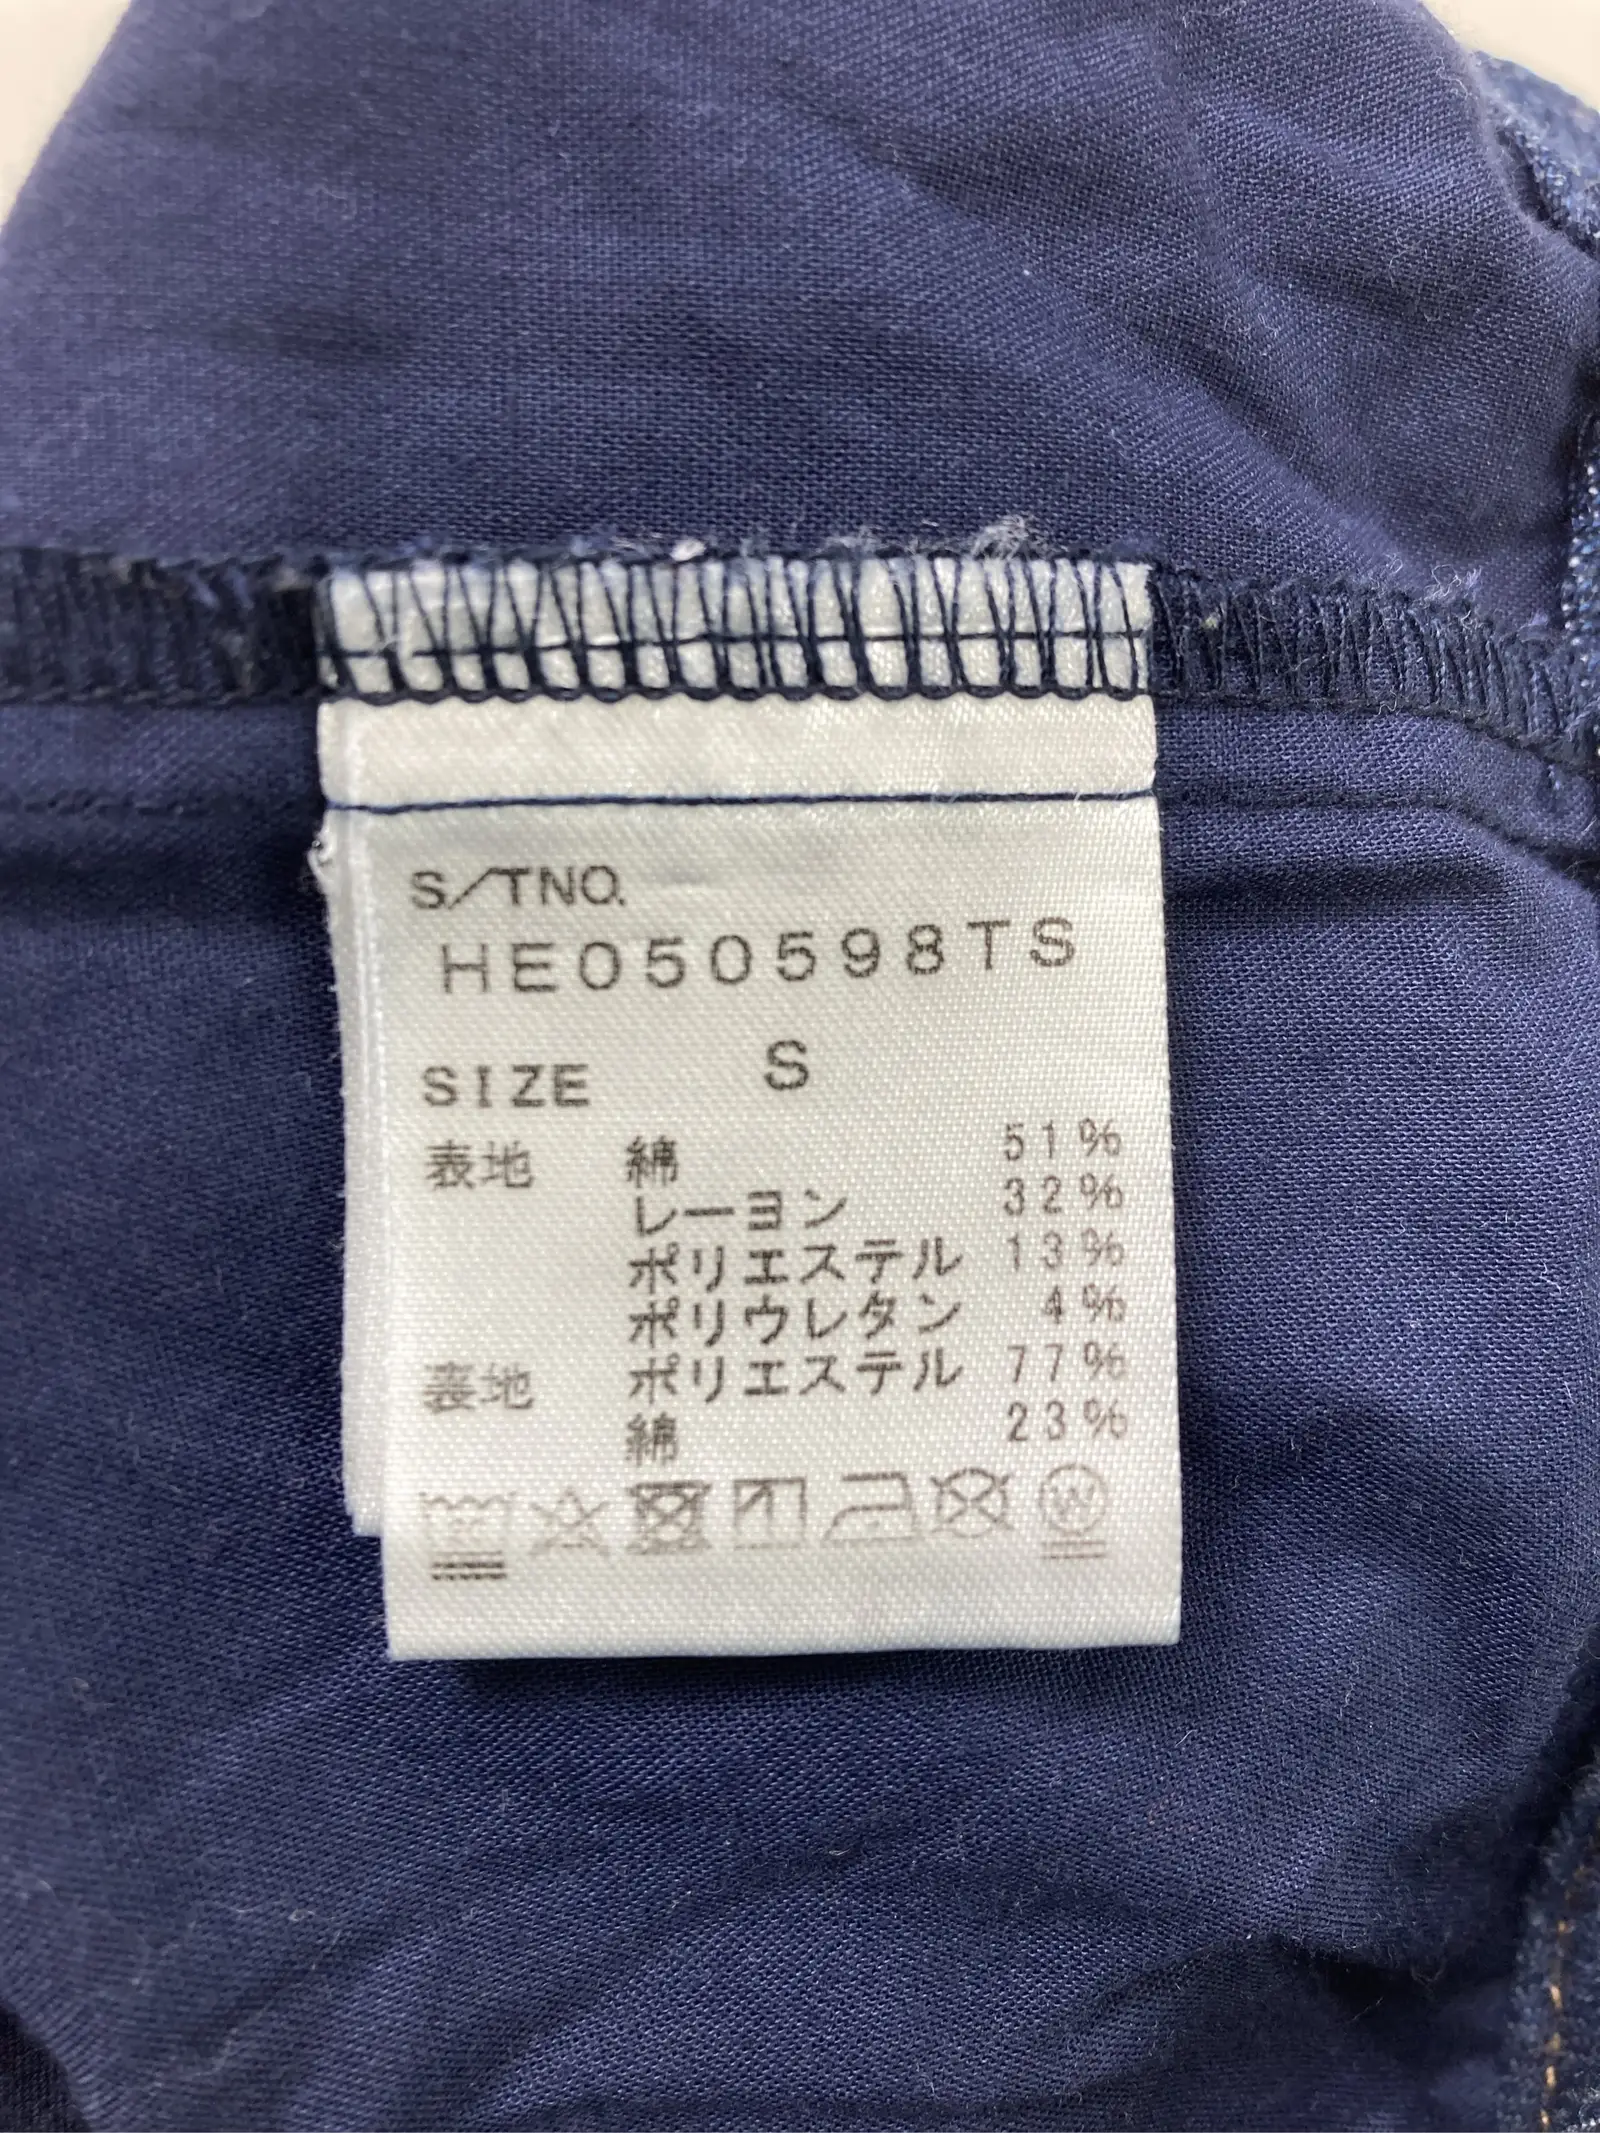 S/TNO.
HE050598TS
SIZE S
表地 綿 51%
レーヨン 32%
ポリエステル 13%
ポリウレタン 4%
裏地 ポリエステル 77%
綿 23%
W